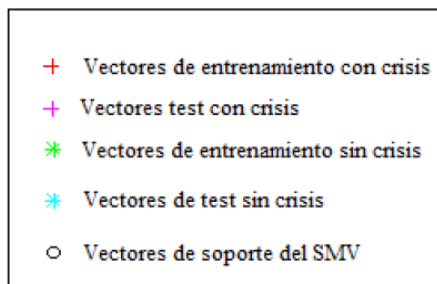 Vectores de entrenamiento con crisis
Vectores test con crisis
Vectores de entrenamiento sin crisis
Vectores de test sin crisis
Vectores de soporte del SMV